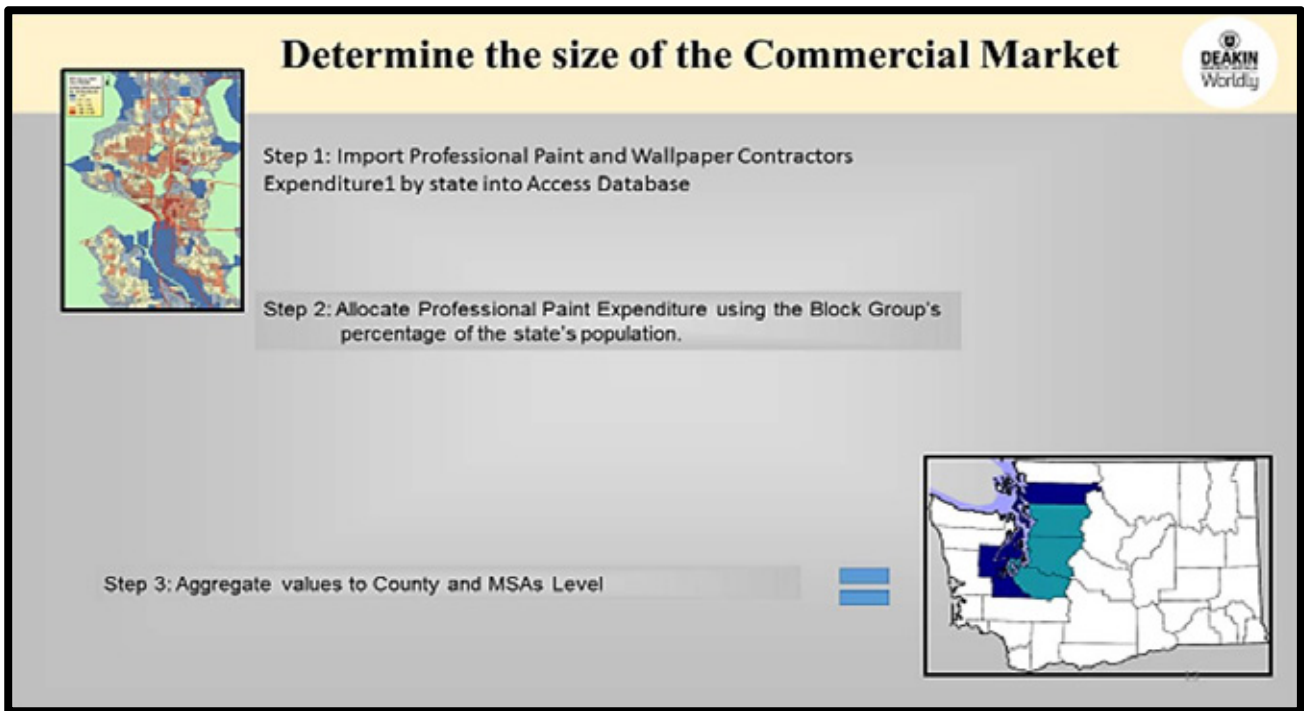 Determine the size of the Commercial Market
DEAKIN
Worldly
Step 1: Import Professional Paint and Wallpaper Contractors
Expenditure1 by state into Access Database
Step 2: Allocate Professional Paint Expenditure using the Block Group's
percentage of the state's population.
Step 3: Aggregate values to County and MSAs Level